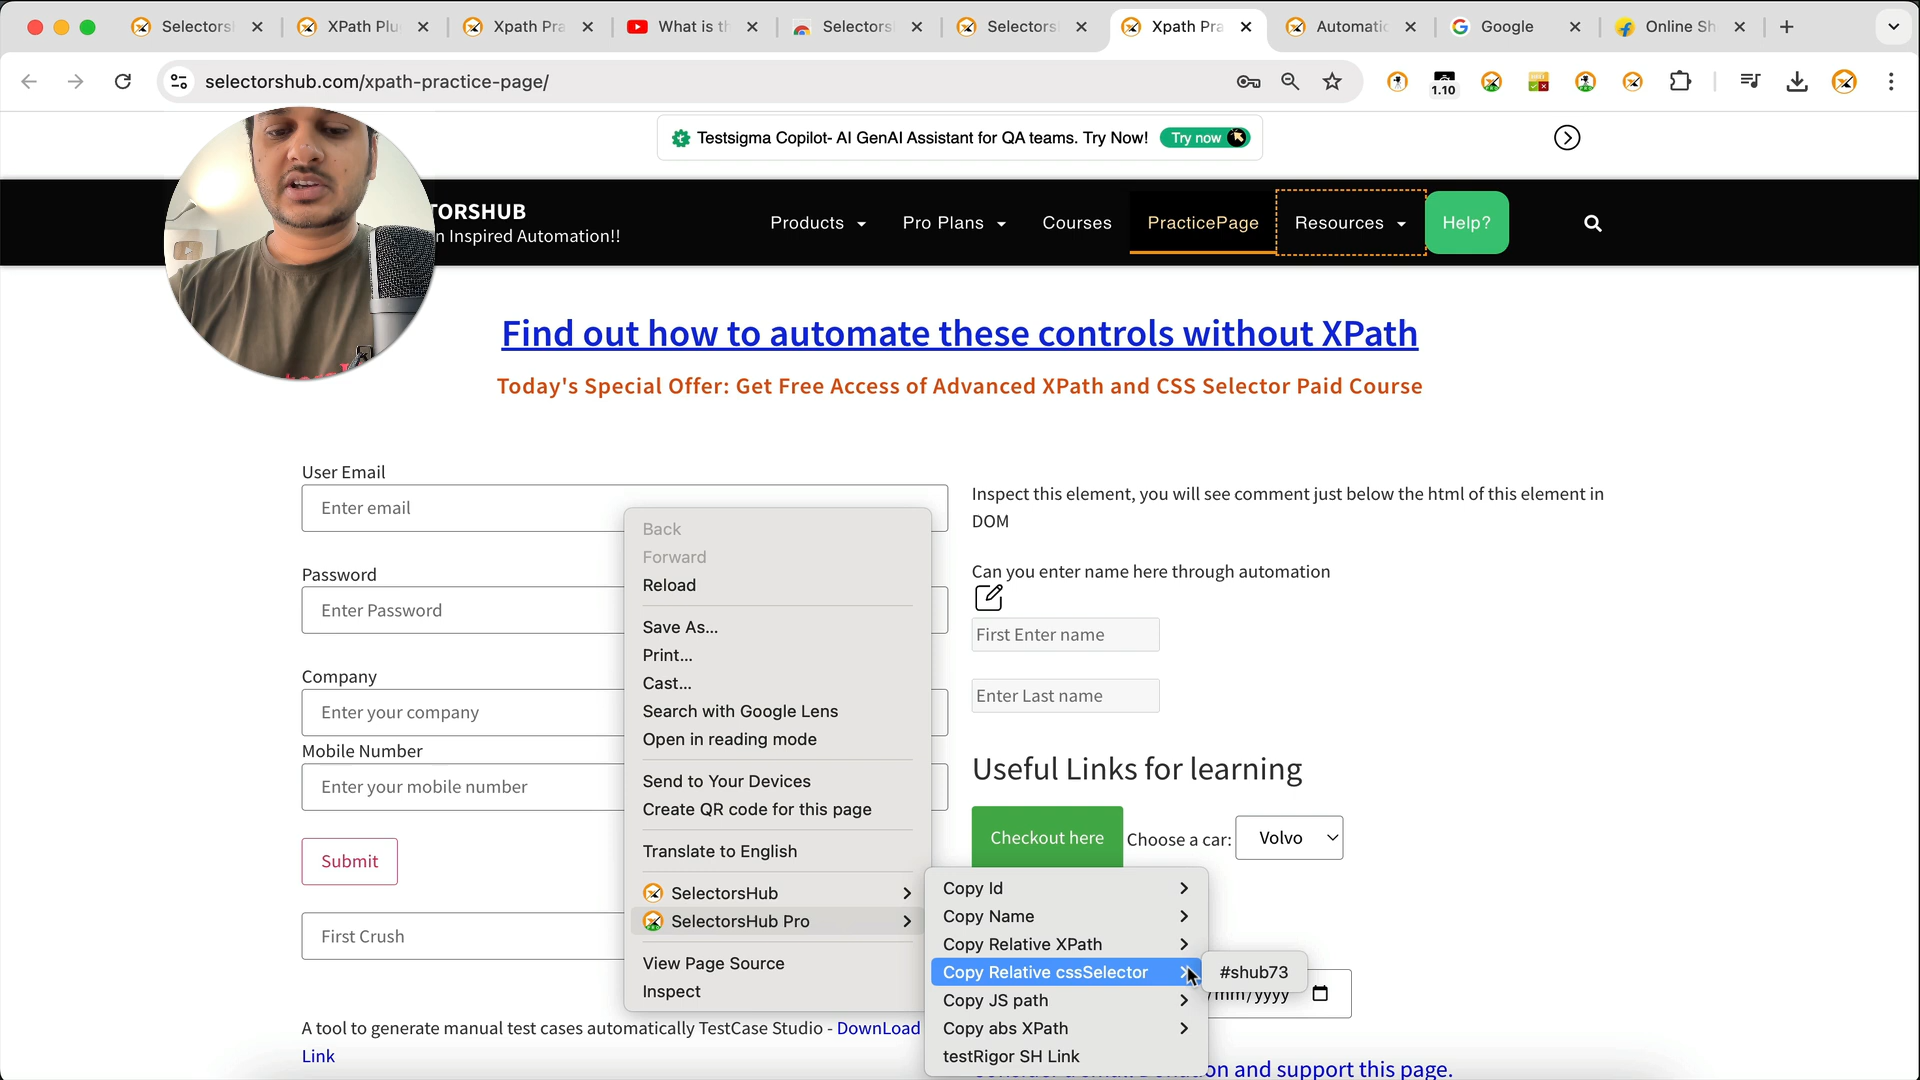 Selectors
XPath Plu
Xpath Pra
What is th
Selectors
Selectors
Xpath Pra
Automatic
Google
Online Sh
selectorshub.com/xpath-practice-page/
1.10
Testsigma Copilot- AI GenAI Assistant for QA teams. Try Now!
Try now
TORSHUB
n Inspired Automation!!
Products
Pro Plans
Courses
PracticePage
Resources
Help?
Find out how to automate these controls without XPath
Today's Special Offer: Get Free Access of Advanced XPath and CSS Selector Paid Course
User Email
Enter email
Password
Enter Password
Company
Enter your company
Mobile Number
Enter your mobile number
Submit
First Crush
A tool to generate manual test cases automatically TestCase Studio - DownLoad
Link
Back
Forward
Reload
Save As...
Print...
Cast...
Search with Google Lens
Open in reading mode
Send to Your Devices
Create QR code for this page
Translate to English
SelectorsHub
SelectorsHub Pro
View Page Source
Inspect
Inspect this element, you will see comment just below the html of this element in
DOM
Can you enter name here through automation
First Enter name
Enter Last name
Useful Links for learning
Checkout here
Choose a car:
Volvo
Copy Id
Copy Name
Copy Relative XPath
Copy Relative cssSelector
Copy JS path
Copy abs XPath
testRigor SH Link
#shub73
/mm/yyyy
on and support this page.